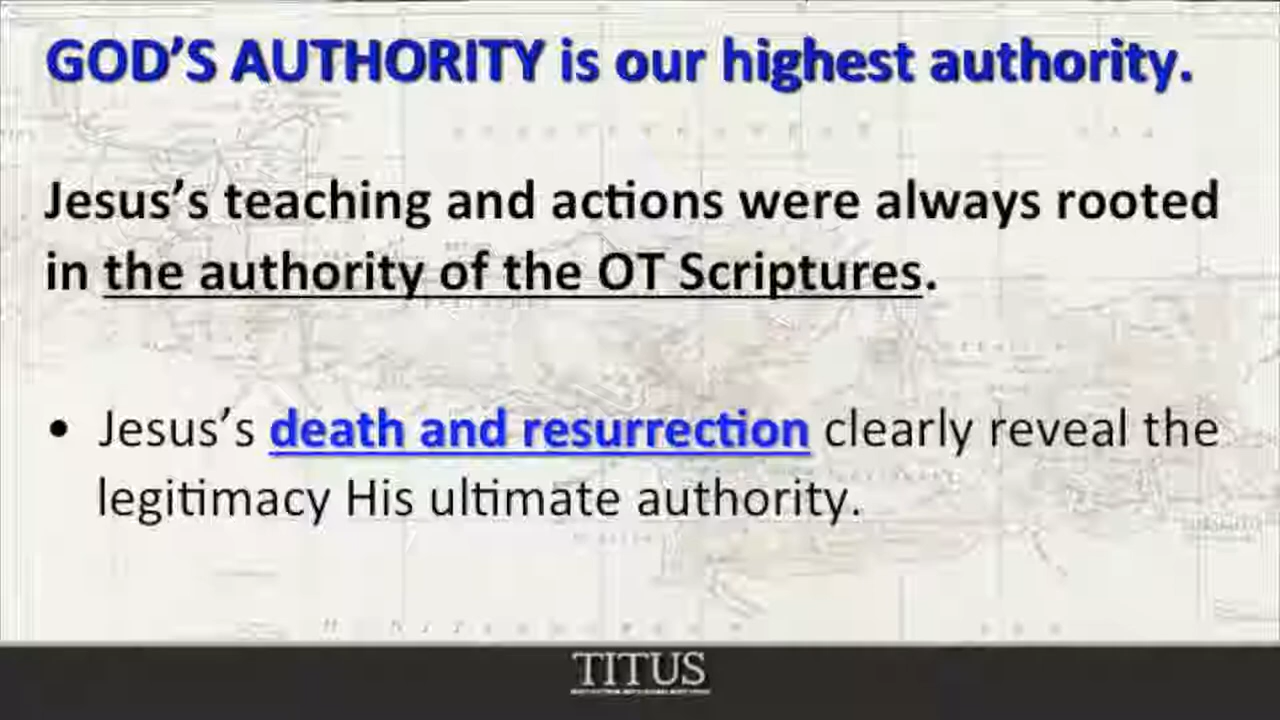 GOD’S AUTHORITY is our highest authority.
Jesus’s teaching and actions were always rooted
in the authority of the OT Scriptures.
• Jesus’s death and resurrection clearly reveal the
legitimacy His ultimate authority.
TITUS